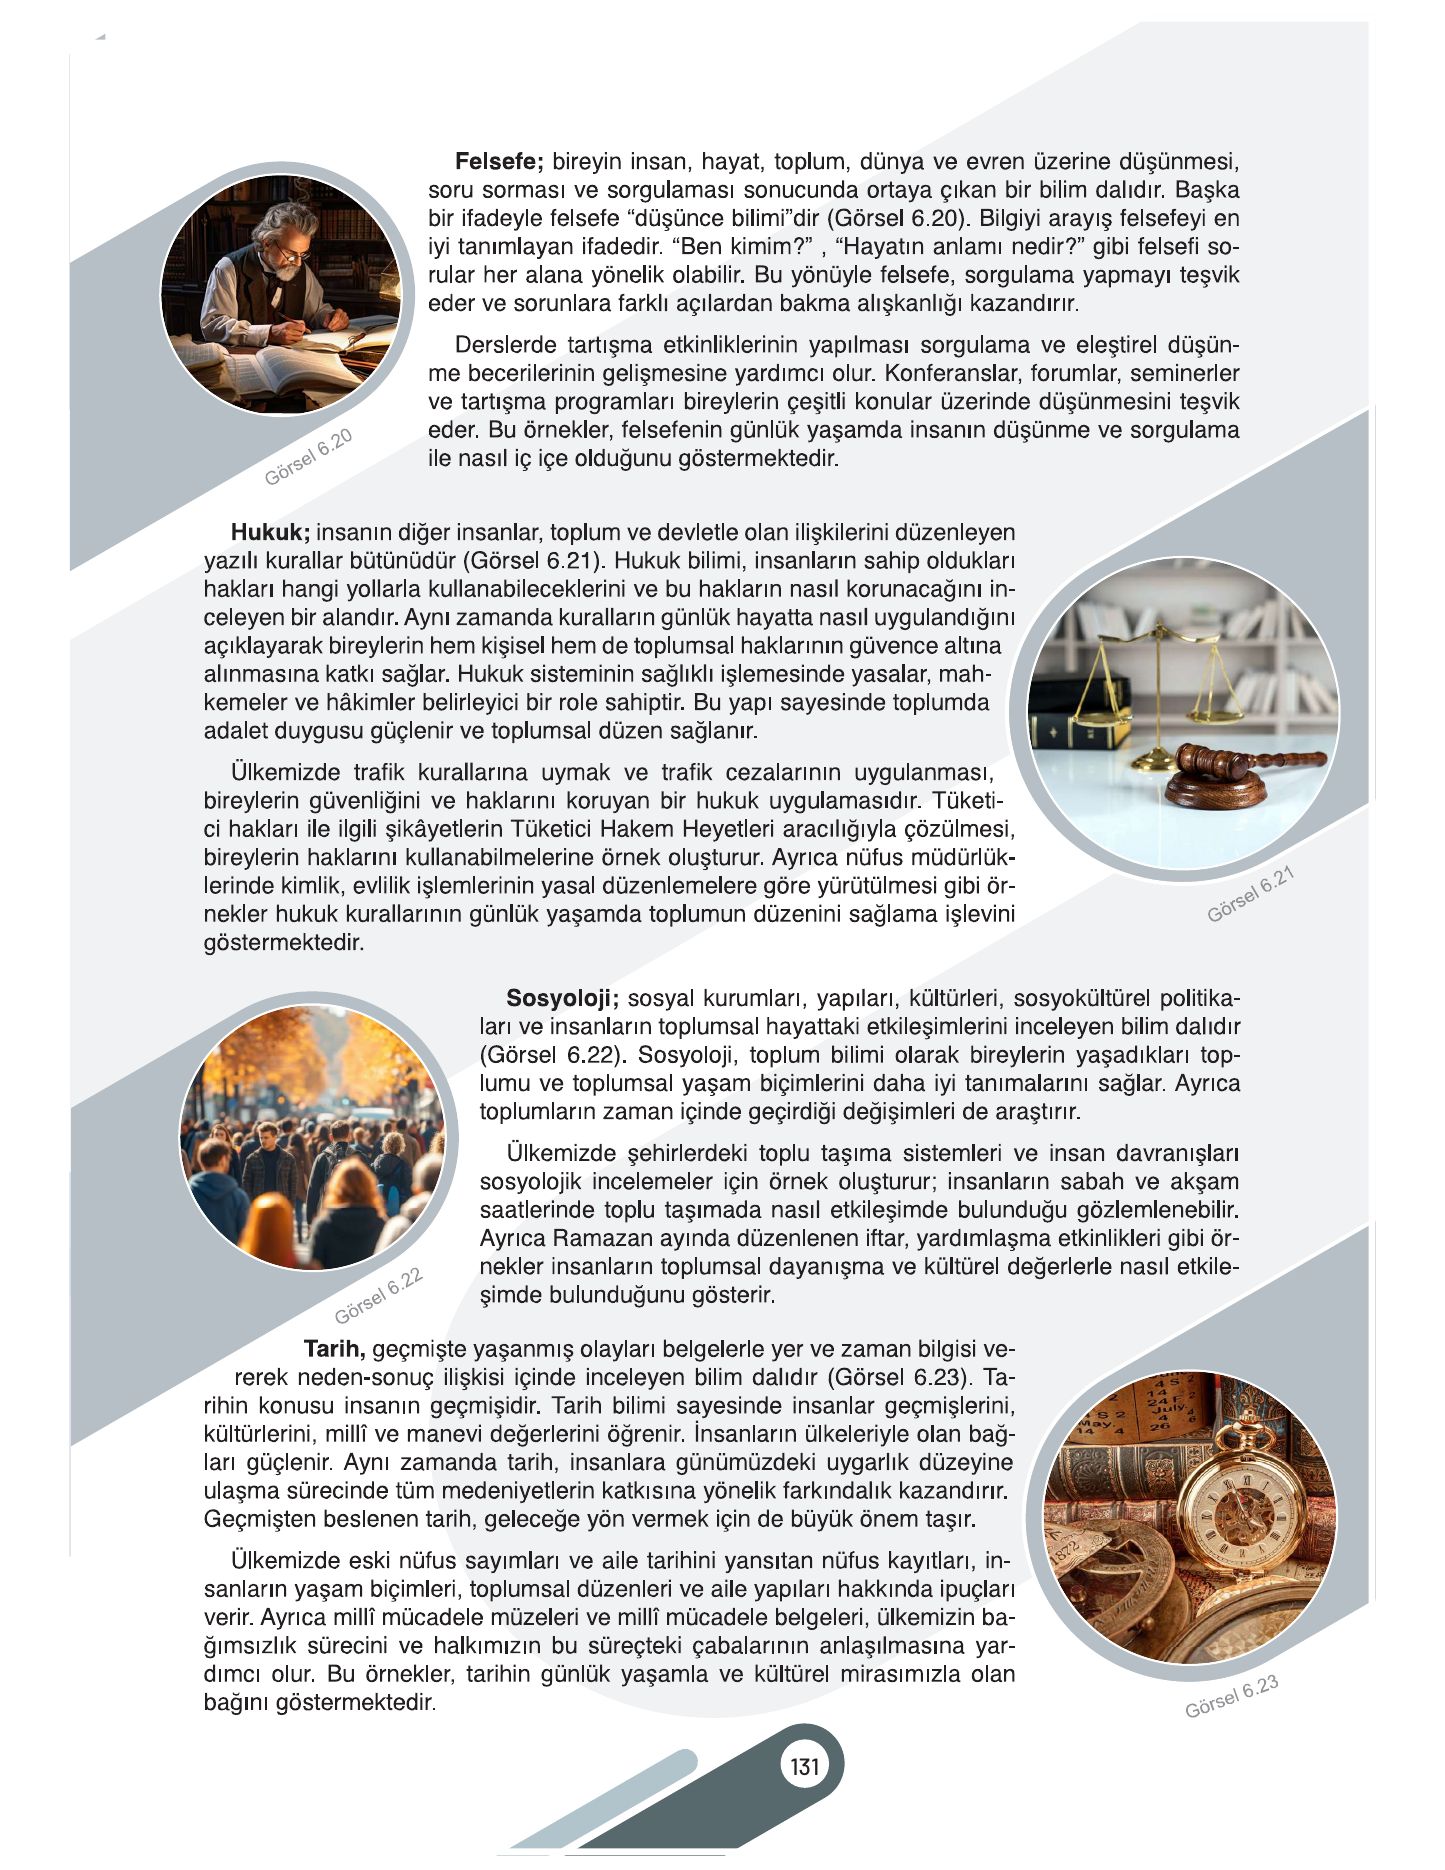 Felsefe; bireyin insan, hayat, toplum, dünya ve evren üzerine düşünmesi,
soru sorması ve sorgulaması sonucunda ortaya çıkan bir bilim dalıdır. Başka
bir ifadeyle felsefe “düşünce bilimi”dir (Görsel 6.20). Bilgiyi arayış felsefeyi en
iyi tanımlayan ifadedir. “Ben kimim?” , “Hayatın anlamı nedir?” gibi felsefi so-
rular her alana yönelik olabilir. Bu yönüyle felsefe, sorgulama yapmayı teşvik
eder ve sorunlara farklı açılardan bakma alışkanlığı kazandırır.
Derslerde tartışma etkinliklerinin yapılması sorgulama ve eleştirel düşün-
me becerilerinin gelişmesine yardımcı olur. Konferanslar, forumlar, seminerler
ve tartışma programları bireylerin çeşitli konular üzerinde düşünmesini teşvik
eder. Bu örnekler, felsefenin günlük yaşamda insanın düşünme ve sorgulama
ile nasıl iç içe olduğunu göstermektedir.
Görsel 6.20
Hukuk; insanın diğer insanlar, toplum ve devletle olan ilişkilerini düzenleyen
yazılı kurallar bütünüdür (Görsel 6.21). Hukuk bilimi, insanların sahip oldukları
hakları hangi yollarla kullanabileceklerini ve bu hakların nasıl korunacağını in-
celeyen bir alandır. Aynı zamanda kuralların günlük hayatta nasıl uygulandığını
açıklayarak bireylerin hem kişisel hem de toplumsal haklarının güvence altına
alınmasına katkı sağlar. Hukuk sisteminin sağlıklı işlemesinde yasalar, mah-
kemeler ve hâkimler belirleyici bir role sahiptir. Bu yapı sayesinde toplumda
adalet duygusu güçlenir ve toplumsal düzen sağlanır.
Ülkemizde trafik kurallarına uymak ve trafik cezalarının uygulanması,
bireylerin güvenliğini ve haklarını koruyan bir hukuk uygulamasıdır. Tüketi-
ci hakları ile ilgili şikâyetlerin Tüketici Hakem Heyetleri aracılığıyla çözülmesi,
bireylerin haklarını kullanabilmelerine örnek oluşturur. Ayrıca nüfus müdürlük-
lerinde kimlik, evlilik işlemlerinin yasal düzenlemelere göre yürütülmesi gibi ör-
nekler hukuk kurallarının günlük yaşamda toplumun düzenini sağlama işlevini
göstermektedir.
Görsel 6.21
Sosyoloji; sosyal kurumları, yapıları, kültürleri, sosyokültürel politika-
ları ve insanların toplumsal hayattaki etkileşimlerini inceleyen bilim dalıdır
(Görsel 6.22). Sosyoloji, toplum bilimi olarak bireylerin yaşadıkları top-
lumu ve toplumsal yaşam biçimlerini daha iyi tanımalarını sağlar. Ayrıca
toplumların zaman içinde geçirdiği değişimleri de araştırır.
Ülkemizde şehirlerdeki toplu taşıma sistemleri ve insan davranışları
sosyolojik incelemeler için örnek oluşturur; insanların sabah ve akşam
saatlerinde toplu taşımada nasıl etkileşimde bulunduğu gözlemlenebilir.
Ayrıca Ramazan ayında düzenlenen iftar, yardımlaşma etkinlikleri gibi ör-
nekler insanların toplumsal dayanışma ve kültürel değerlerle nasıl etkile-
şimde bulunduğunu gösterir.
Görsel 6.22
Tarih, geçmişte yaşanmış olayları belgelerle yer ve zaman bilgisi ve-
rerek neden-sonuç ilişkisi içinde inceleyen bilim dalıdır (Görsel 6.23). Ta-
rihin konusu insanın geçmişidir. Tarih bilimi sayesinde insanlar geçmişlerini,
kültürlerini, millî ve manevi değerlerini öğrenir. İnsanların ülkeleriyle olan bağ-
ları güçlenir. Aynı zamanda tarih, insanlara günümüzdeki uygarlık düzeyine
ulaşma sürecinde tüm medeniyetlerin katkısına yönelik farkındalık kazandırır.
Geçmişten beslenen tarih, geleceğe yön vermek için de büyük önem taşır.
Ülkemizde eski nüfus sayımları ve aile tarihini yansıtan nüfus kayıtları, in-
sanların yaşam biçimleri, toplumsal düzenleri ve aile yapıları hakkında ipuçları
verir. Ayrıca millî mücadele müzeleri ve millî mücadele belgeleri, ülkemizin ba-
ğımsızlık sürecini ve halkımızın bu süreçteki çabalarının anlaşılmasına yar-
dımcı olur. Bu örnekler, tarihin günlük yaşamla ve kültürel mirasımızla olan
bağını göstermektedir.
July.
May.
1872
Görsel 6.23
131